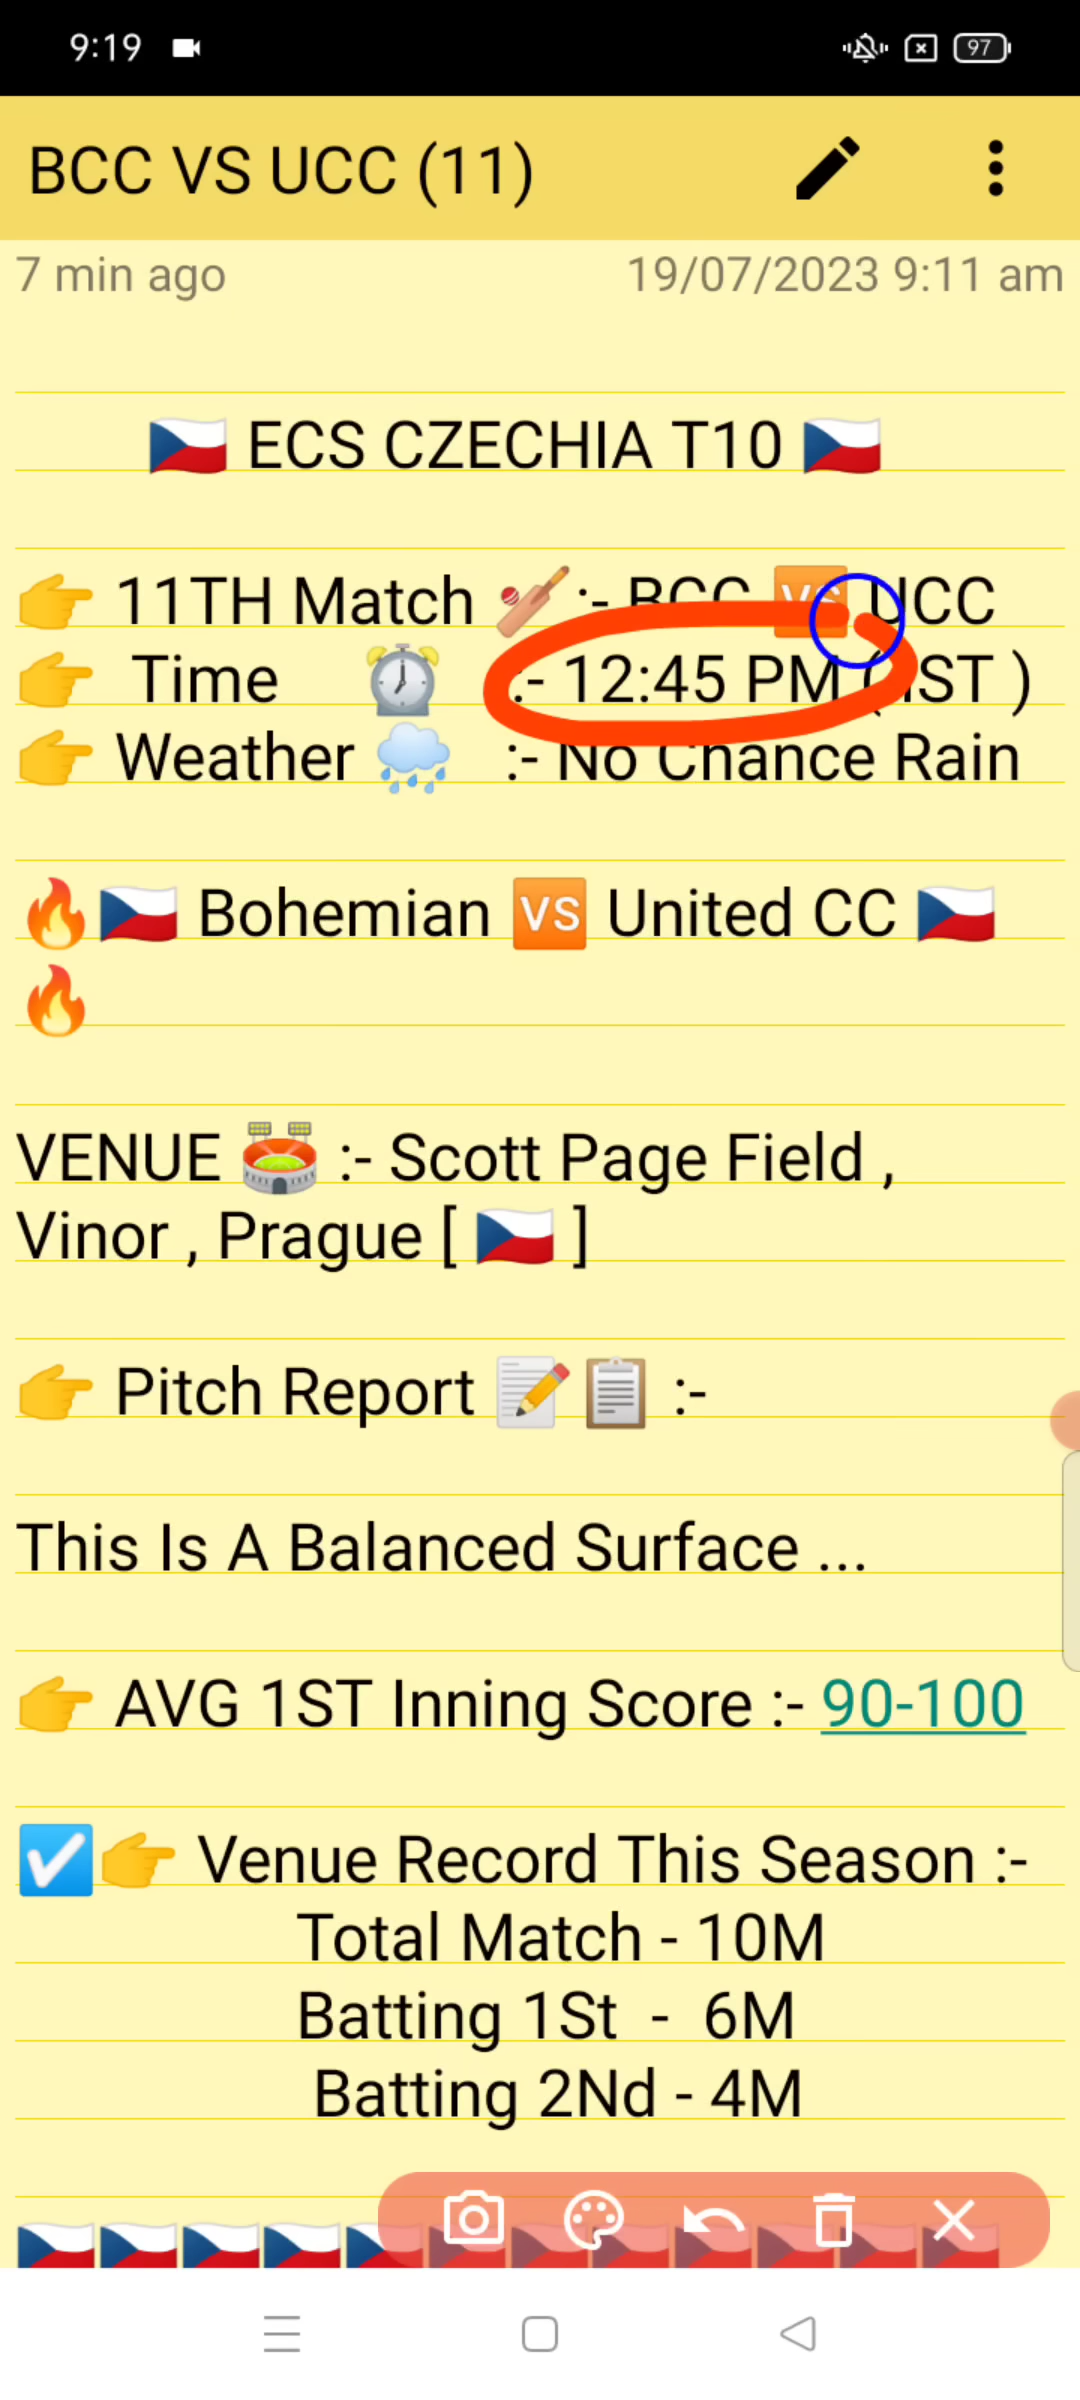 9:19
97
BCC VS UCC (11)
7 min ago 19/07/2023 9:11 am
🇨🇿 ECS CZECHIA T10 🇨🇿
👉 11TH Match 🏏 :- BCC 🆚 UCC
👉 Time ⏰ :- 12:45 PM (IST )
👉 Weather 🌧 :- No Chance Rain
🔥🇨🇿 Bohemian 🆚 United CC 🇨🇿
🔥
VENUE 🏟 :- Scott Page Field ,
Vinor , Prague [ 🇨🇿 ]
👉 Pitch Report 📝📋 :-
This Is A Balanced Surface ...
👉 AVG 1ST Inning Score :- 90-100
☑👉 Venue Record This Season :-
Total Match - 10M
Batting 1St - 6M
Batting 2Nd - 4M